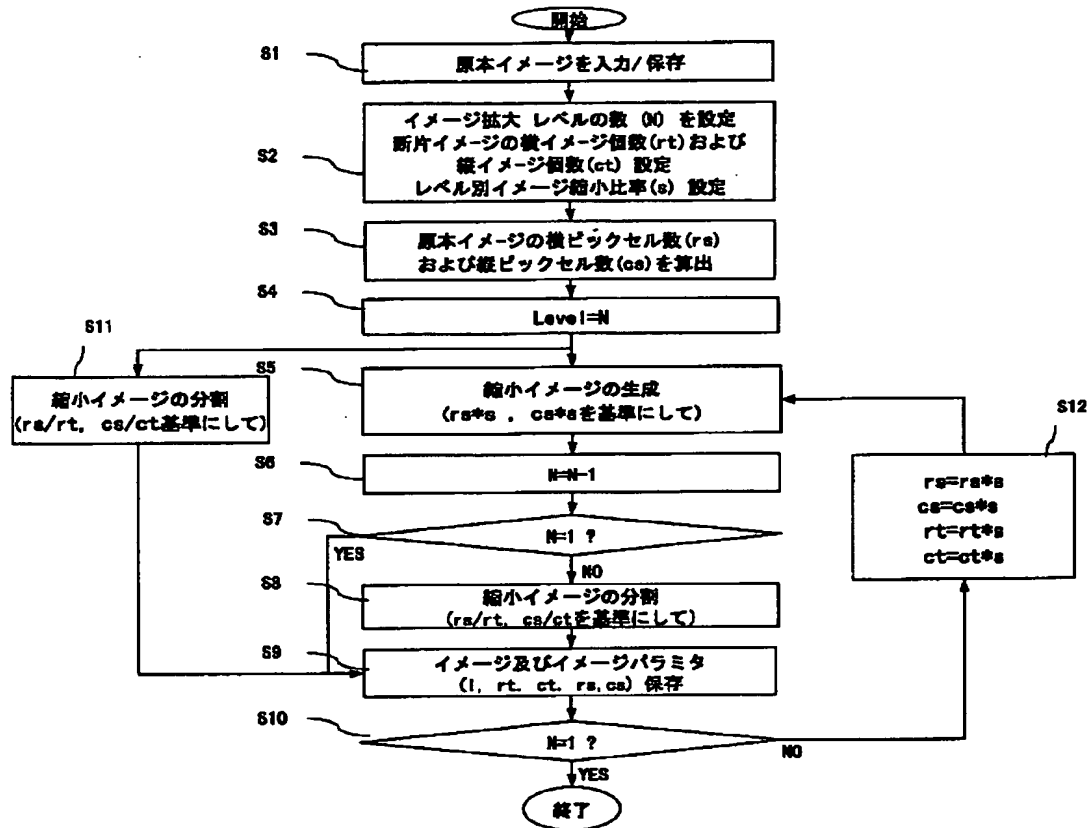 開始
S1
原本イメージを入力/保存
S2
イメージ拡大 レベルの数 (N) を設定
断片イメージの横イメージ個数(rt)および
縦イメージ個数(ct) 設定
レベル別イメージ縮小比率(s) 設定
S3
原本イメージの横ピックセル数(rs)
および縦ピックセル数(cs)を算出
S4
Level=N
S11
縮小イメージの分割
(rs/rt, cs/ct基準にして)
S5
縮小イメージの生成
(rs*s , cs*sを基準にして)
S12
rs=rs*s
cs=cs*s
rt=rt*s
ct=ct*s
S6
N=N-1
S7
N=1 ?
YES
NO
S8
縮小イメージの分割
(rs/rt, cs/ctを基準にして)
S9
イメージ及びイメージパラミタ
(I, rt. ct. rs,cs) 保存
S10
N=1 ?
NO
YES
終了